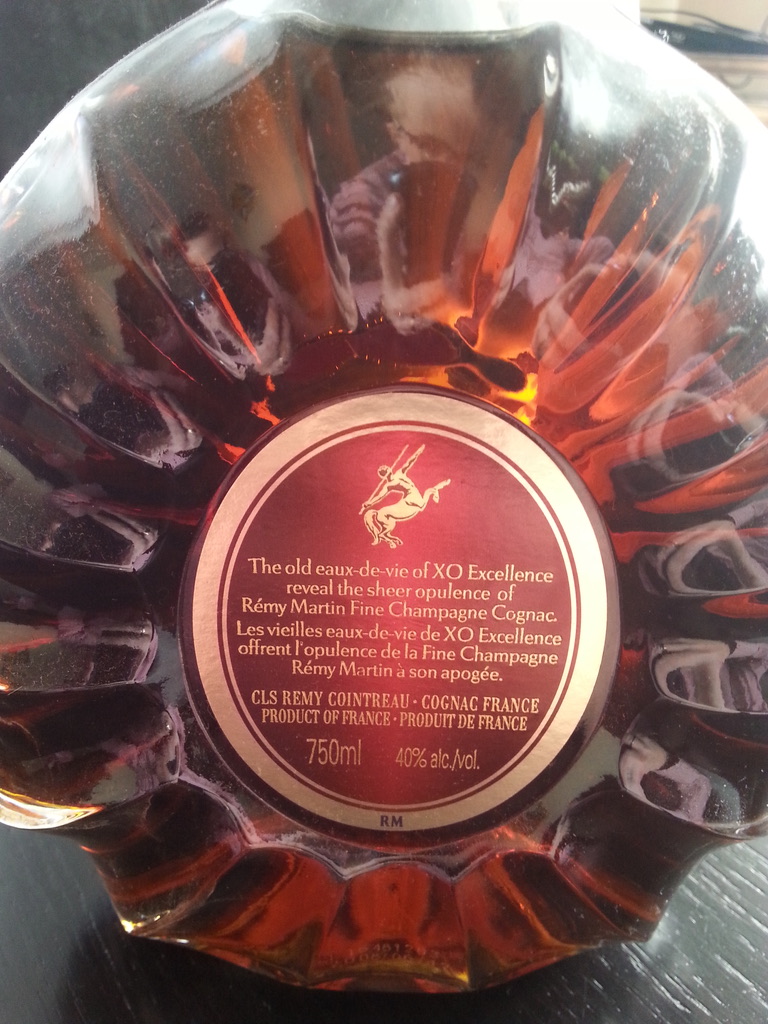 The old eaux-de-vie of XO Excellence
reveal the sheer opulence of
Rémy Martin Fine Champagne Cognac.
Les vieilles eaux-de-vie de XO Excellence
offrent l'opulence de la Fine Champagne
Rémy Martin à son apogée.
CLS REMY COINTREAU · COGNAC FRANCE
PRODUCT OF FRANCE · PRODUIT DE FRANCE
750ml 40% alc./vol.
RM